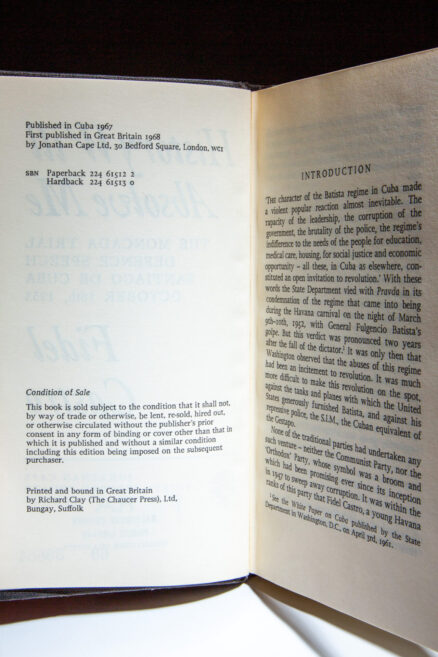 Published in Cuba 1967
First published in Great Britain 1968
by Jonathan Cape Ltd, 30 Bedford Square, London, WC1
SBN Paperback 224 61512 2
Hardback 224 61513 0
Condition of Sale
This book is sold subject to the condition that it shall not,
by way of trade or otherwise, be lent, re-sold, hired out,
or otherwise circulated without the publisher's prior
consent in any form of binding or cover other than that in
which it is published and without a similar condition
including this edition being imposed on the subsequent
purchaser.
Printed and bound in Great Britain
by Richard Clay (The Chaucer Press), Ltd,
Bungay, Suffolk
INTRODUCTION
'THE character of the Batista regime in Cuba made
a violent popular reaction almost inevitable. The
rapacity of the leadership, the corruption of the
government, the brutality of the police, the regime's
indifference to the needs of the people for education,
medical care, housing, for social justice and economic
opportunity – all these, in Cuba as elsewhere, con-
stituted an open invitation to revolution.' With these
words the State Department vied with Pravda in its
condemnation of the regime that came into being
during the Havana carnival on the night of March
9th-10th, 1952, with General Fulgencio Batista's
golpe. But this verdict was pronounced two years
after the fall of the dictator.¹ It was only then that
Washington observed that the abuses of this regime
had been an incitement to revolution. It was much
more difficult to make this revolution on the spot,
against the tanks and planes with which the United
States generously furnished Batista, and against his
repressive police, the S.I.M., the Cuban equivalent of
the Gestapo.
None of the traditional parties had undertaken any
such venture – neither the Communist Party, nor the
'Orthodox' Party, whose symbol was a broom and
which had been promising ever since its inception
in 1947 to sweep away corruption. It was within the
ranks of this party that Fidel Castro, a young Havana
¹ See the White Paper on Cuba published by the State
Department in Washington, D.C., on April 3rd, 1961.